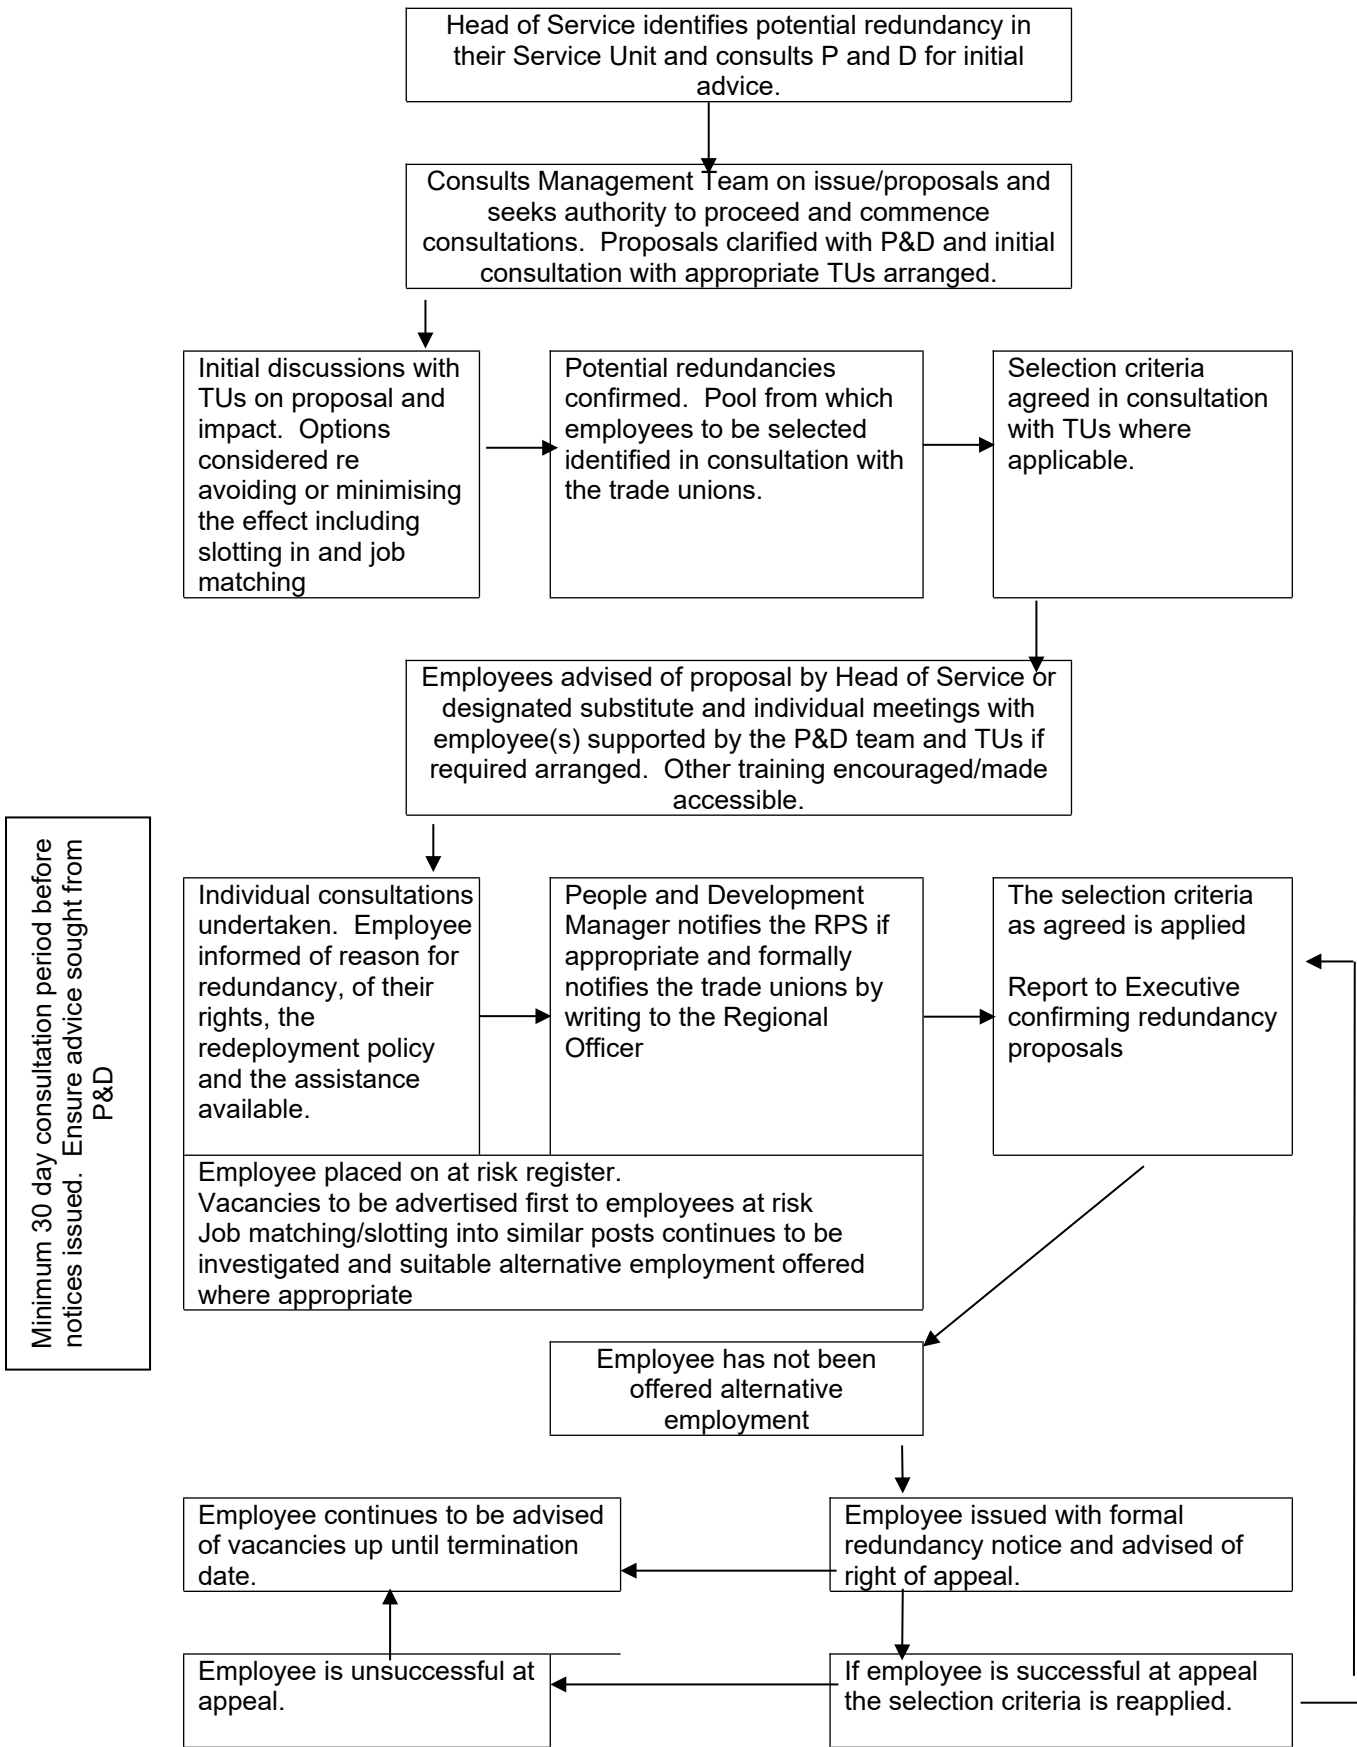 Head of Service identifies potential redundancy in
their Service Unit and consults P and D for initial
advice.
Consults Management Team on issue/proposals and
seeks authority to proceed and commence
consultations.  Proposals clarified with P&D and initial
consultation with appropriate TUs arranged.
Initial discussions with
TUs on proposal and
impact.  Options
considered re
avoiding or minimising
the effect including
slotting in and job
matching
Potential redundancies
confirmed.  Pool from which
employees to be selected
identified in consultation with
the trade unions.
Selection criteria
agreed in consultation
with TUs where
applicable.
Employees advised of proposal by Head of Service or
designated substitute and individual meetings with
employee(s) supported by the P&D team and TUs if
required arranged.  Other training encouraged/made
accessible.
Minimum 30 day consultation period before
notices issued.  Ensure advice sought from
P&D
Individual consultations
undertaken.  Employee
informed of reason for
redundancy, of their
rights, the
redeployment policy
and the assistance
available.
People and Development
Manager notifies the RPS if
appropriate and formally
notifies the trade unions by
writing to the Regional
Officer
The selection criteria
as agreed is applied
Report to Executive
confirming redundancy
proposals
Employee placed on at risk register.
Vacancies to be advertised first to employees at risk
Job matching/slotting into similar posts continues to be
investigated and suitable alternative employment offered
where appropriate
Employee has not been
offered alternative
employment
Employee continues to be advised
of vacancies up until termination
date.
Employee issued with formal
redundancy notice and advised of
right of appeal.
Employee is unsuccessful at
appeal.
If employee is successful at appeal
the selection criteria is reapplied.